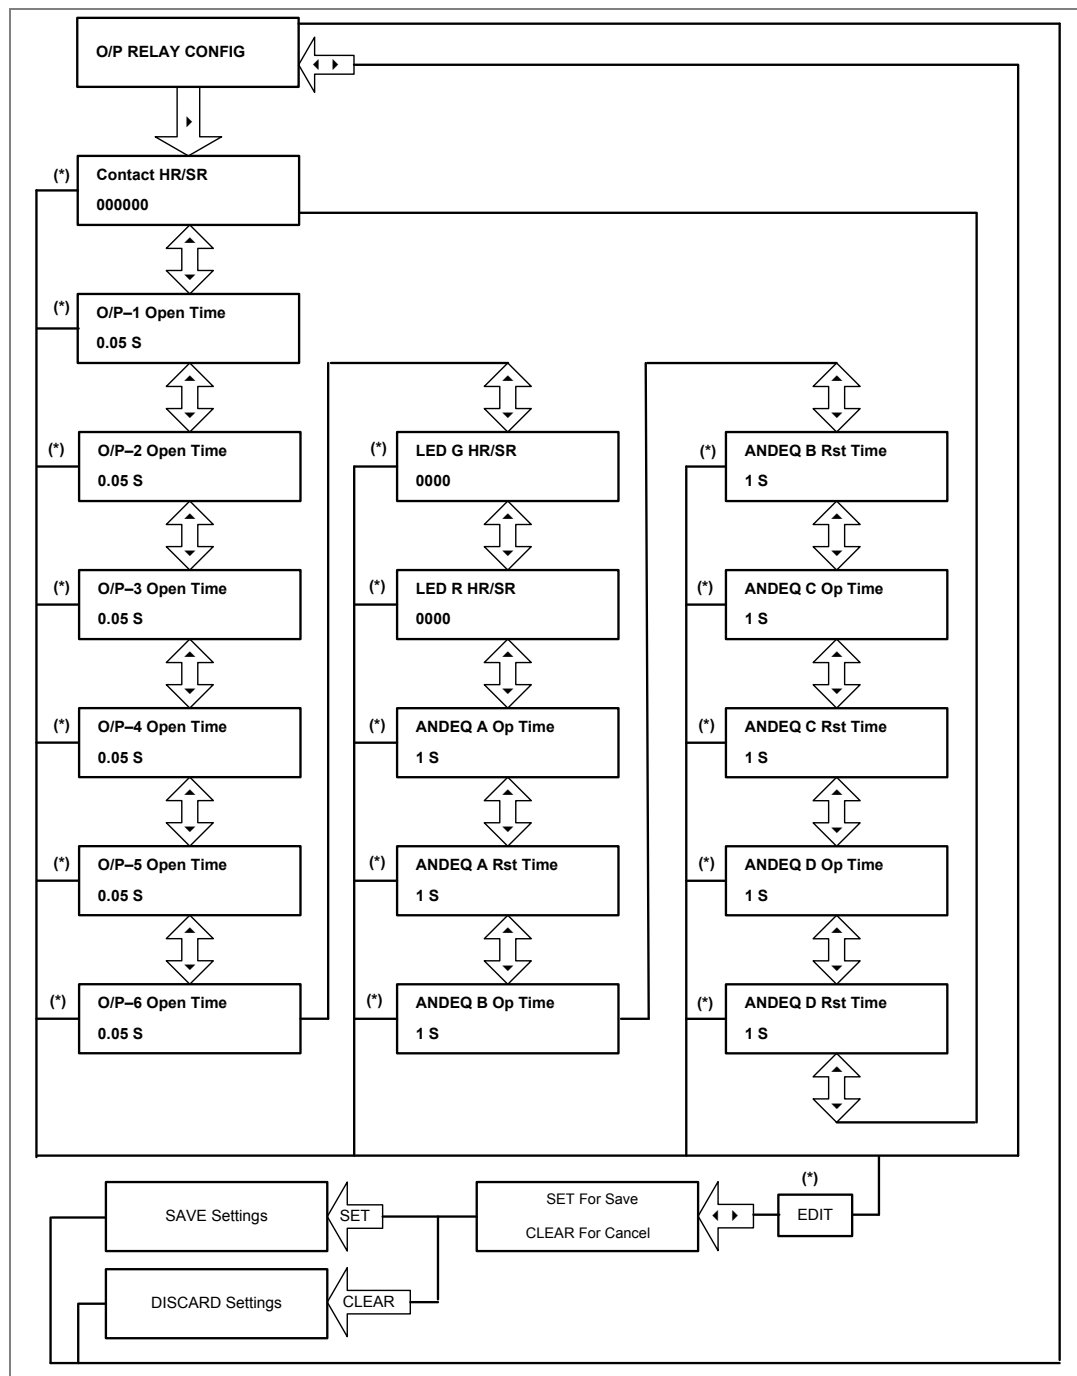 O/P RELAY CONFIG
(*)
Contact HR/SR
000000
(*)
O/P–1 Open Time
0.05 S
(*)
O/P–2 Open Time
0.05 S
(*)
O/P–3 Open Time
0.05 S
(*)
O/P–4 Open Time
0.05 S
(*)
O/P–5 Open Time
0.05 S
(*)
O/P–6 Open Time
0.05 S
(*)
LED G HR/SR
0000
(*)
LED R HR/SR
0000
(*)
ANDEQ A Op Time
1 S
(*)
ANDEQ A Rst Time
1 S
(*)
ANDEQ B Op Time
1 S
(*)
ANDEQ B Rst Time
1 S
(*)
ANDEQ C Op Time
1 S
(*)
ANDEQ C Rst Time
1 S
(*)
ANDEQ D Op Time
1 S
(*)
ANDEQ D Rst Time
1 S
(*)
EDIT
SET For Save
CLEAR For Cancel
SET
SAVE Settings
CLEAR
DISCARD Settings